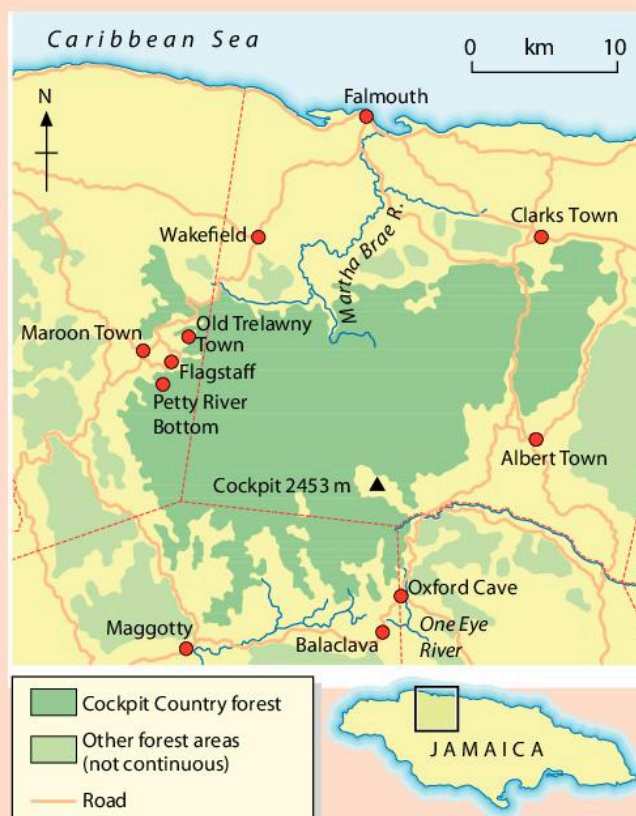 Caribbean Sea
0 km 10
N
Falmouth
Clarks Town
Wakefield
Martha Brae R.
Maroon Town
Old Trelawny
Town
Flagstaff
Petty River
Bottom
Albert Town
Cockpit 2453 m
Oxford Cave
Maggotty
Balaclava
One Eye
River
Cockpit Country forest
Other forest areas
(not continuous)
Road
JAMAICA